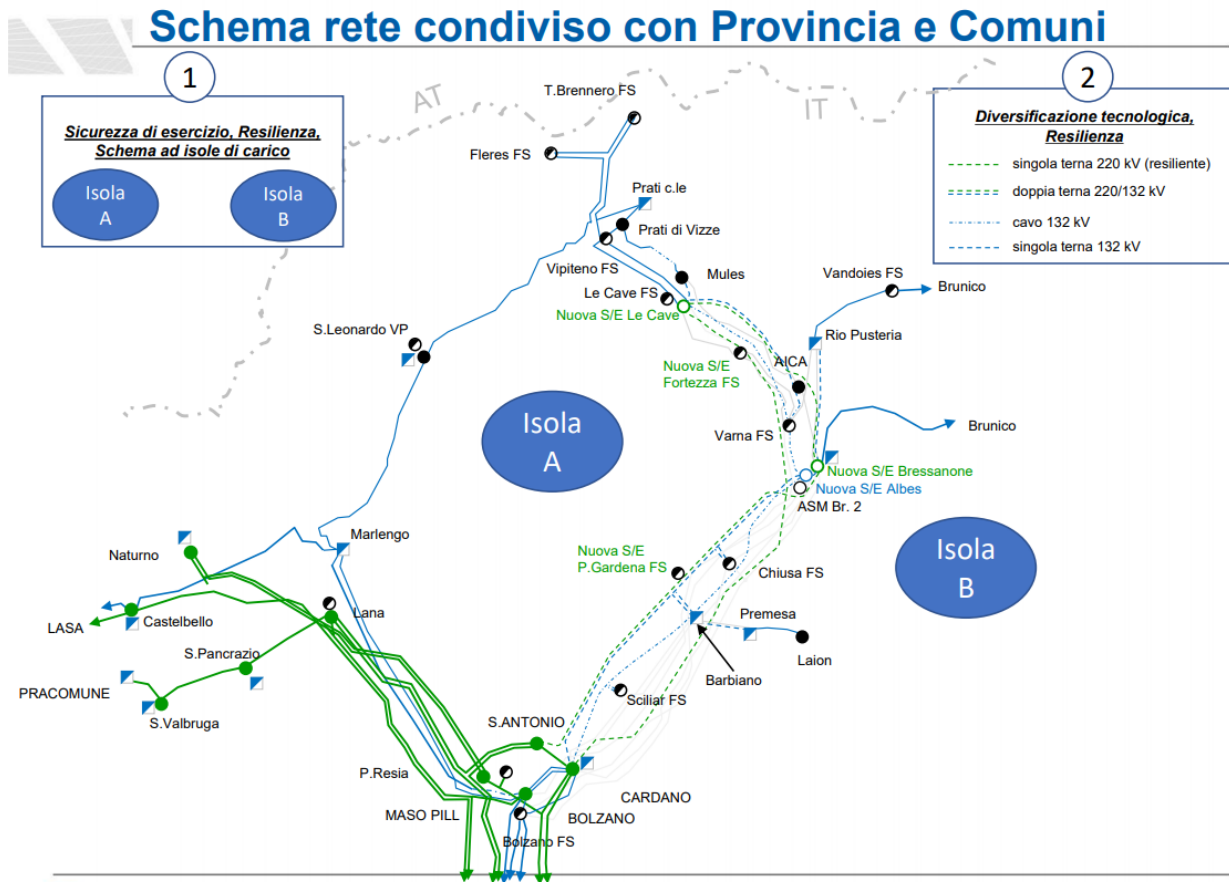 Schema rete condiviso con Provincia e Comuni
1
Sicurezza di esercizio, Resilienza,
Schema ad isole di carico
Isola
A
Isola
B
2
Diversificazione tecnologica,
Resilienza
singola terna 220 kV (resiliente)
doppia terna 220/132 kV
cavo 132 kV
singola terna 132 kV
AT
IT
T.Brennero FS
Fleres FS
Prati c.le
Prati di Vizze
Vipiteno FS
Mules
Le Cave FS
Nuova S/E Le Cave
Vandoies FS
Brunico
S.Leonardo VP
Rio Pusteria
Nuova S/E
Fortezza FS
AICA
Isola
A
Varna FS
Brunico
Nuova S/E Bressanone
Nuova S/E Albes
ASM Br. 2
Marlengo
Naturno
Nuova S/E
P.Gardena FS
Chiusa FS
Isola
B
Lana
LASA
Castelbello
Premesa
S.Pancrazio
Laion
PRACOMUNE
Barbiano
S.Valbruga
Sciliar FS
S.ANTONIO
P.Resia
CARDANO
MASO PILL
BOLZANO
Bolzano FS